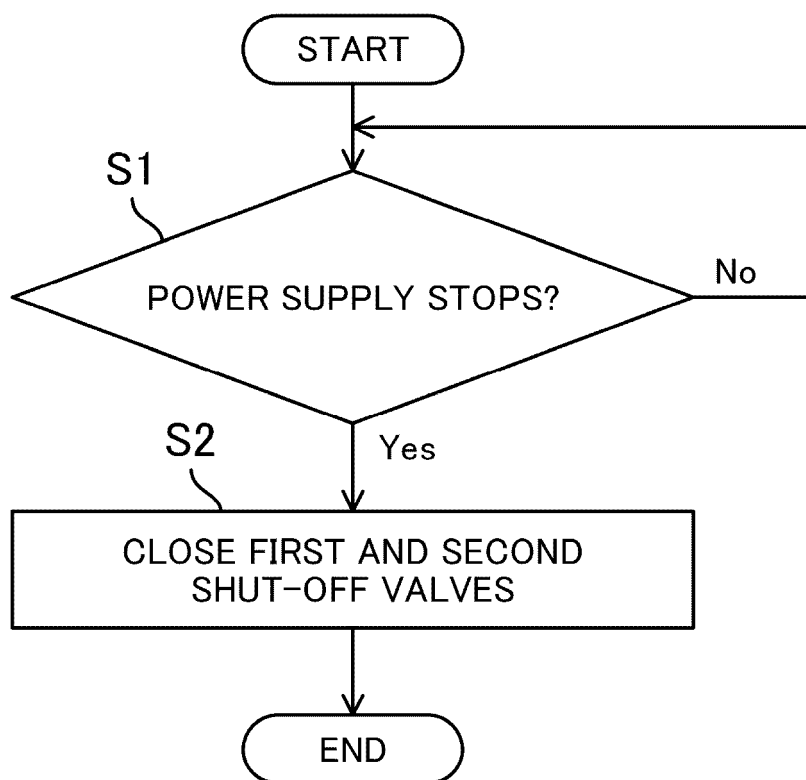 START
S1
POWER SUPPLY STOPS?
No
Yes
S2
CLOSE FIRST AND SECOND
SHUT-OFF VALVES
END